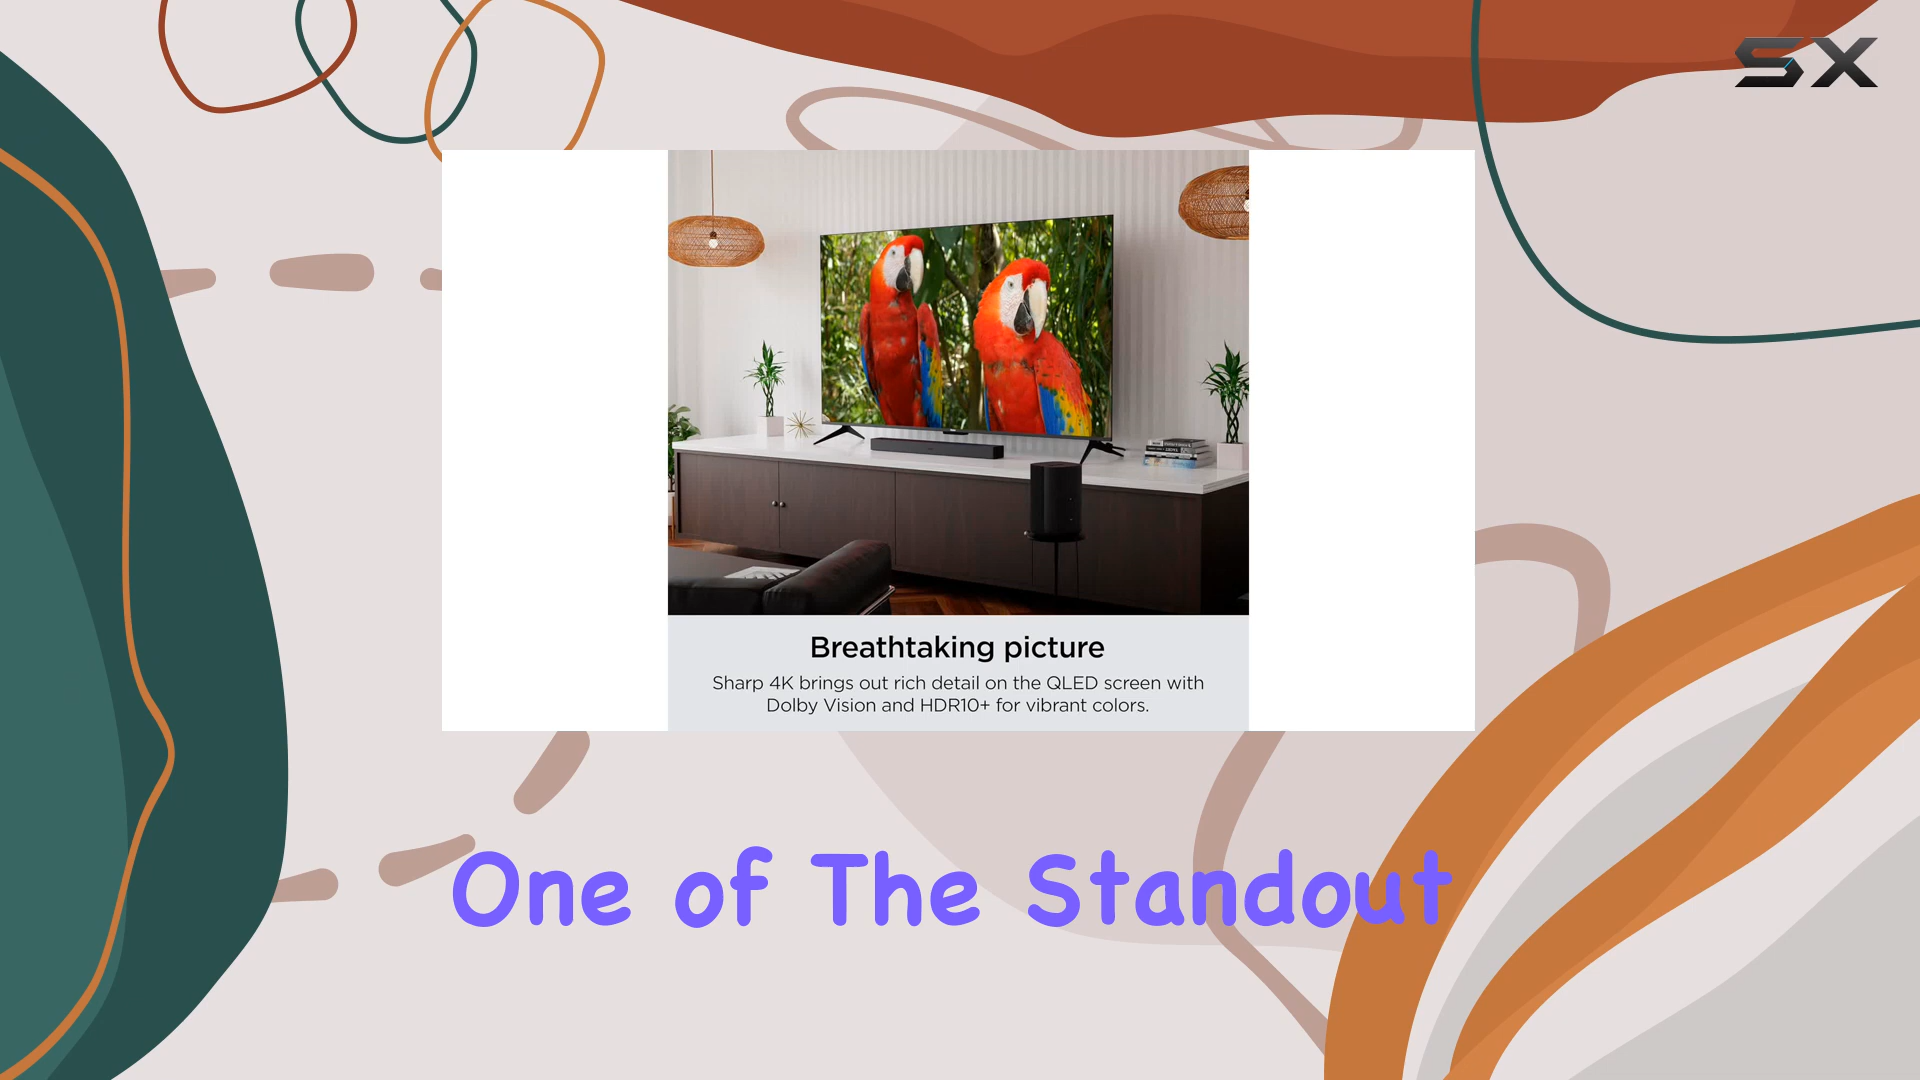 SX
Breathtaking picture
Sharp 4K brings out rich detail on the QLED screen with
Dolby Vision and HDR10+ for vibrant colors.
One of The Standout